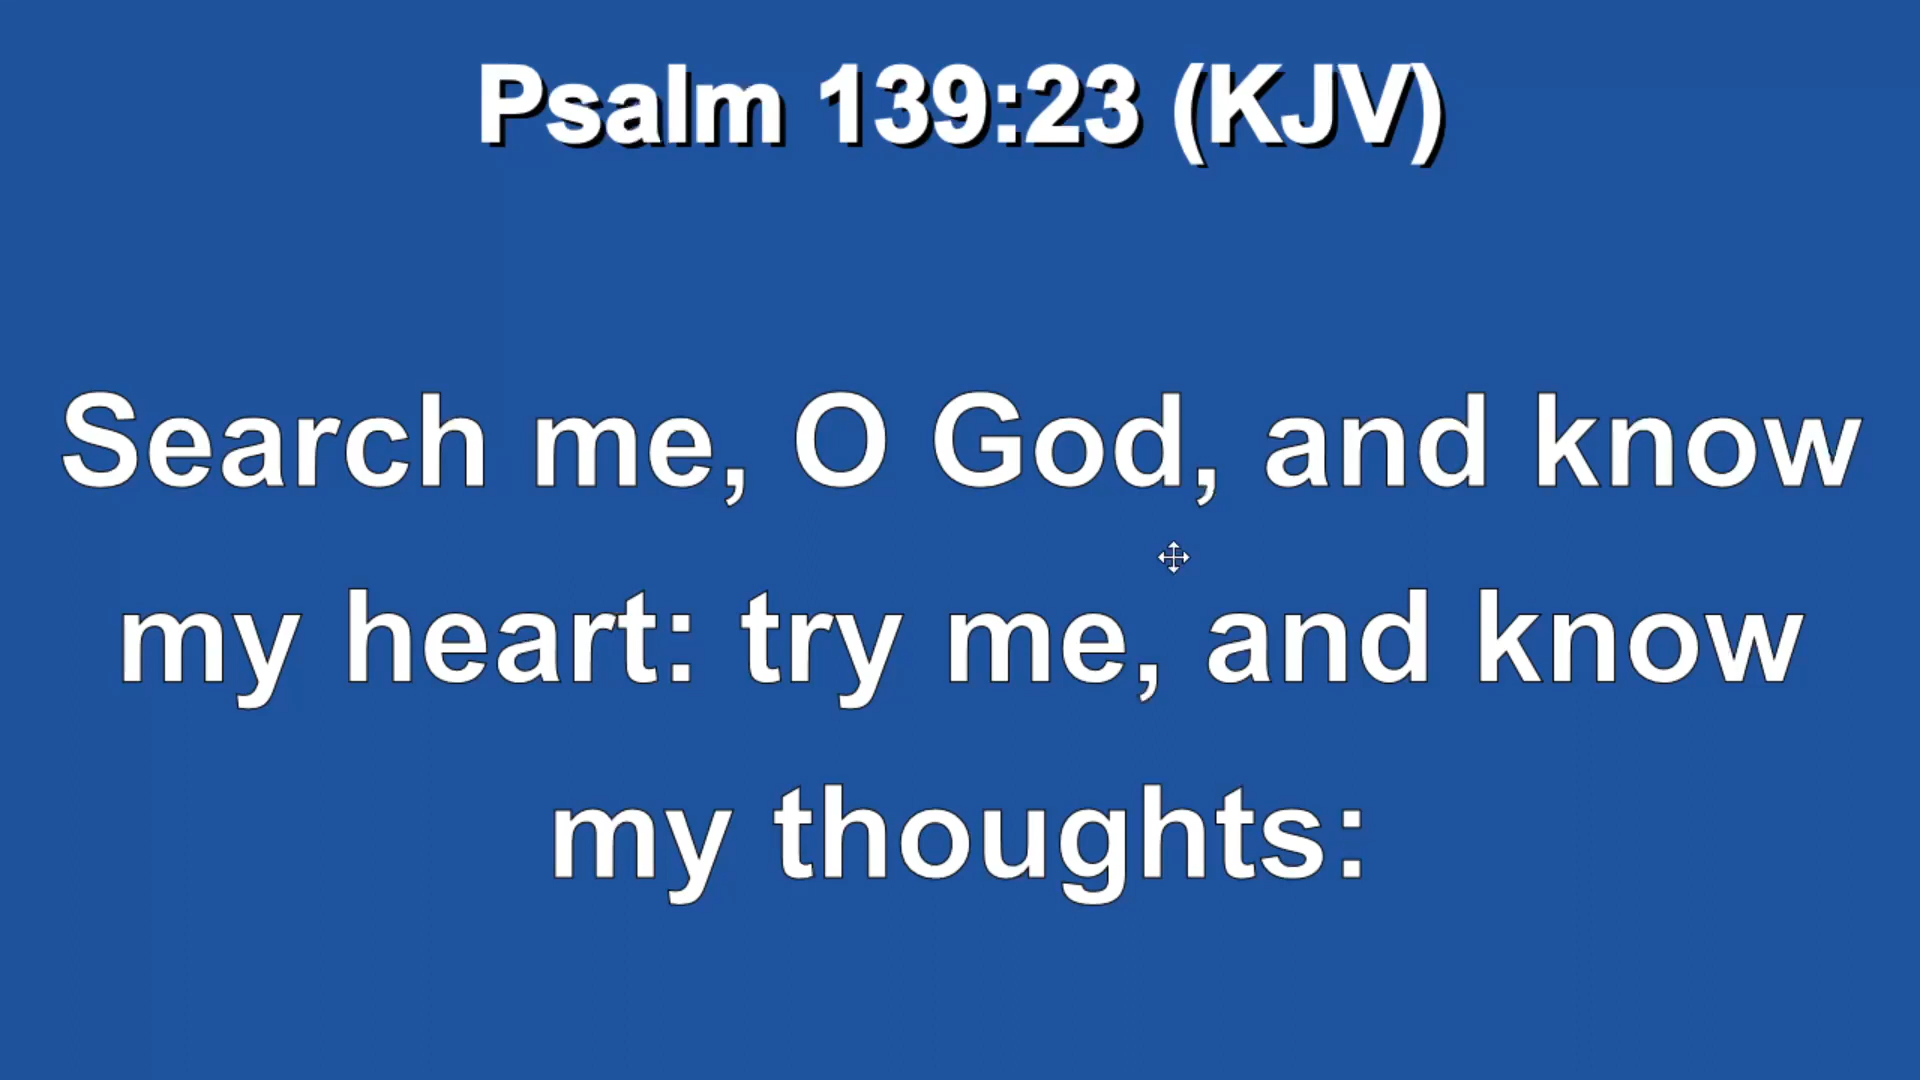 Psalm 139:23 (KJV)
Search me, O God, and know
my heart: try me, and know
my thoughts: